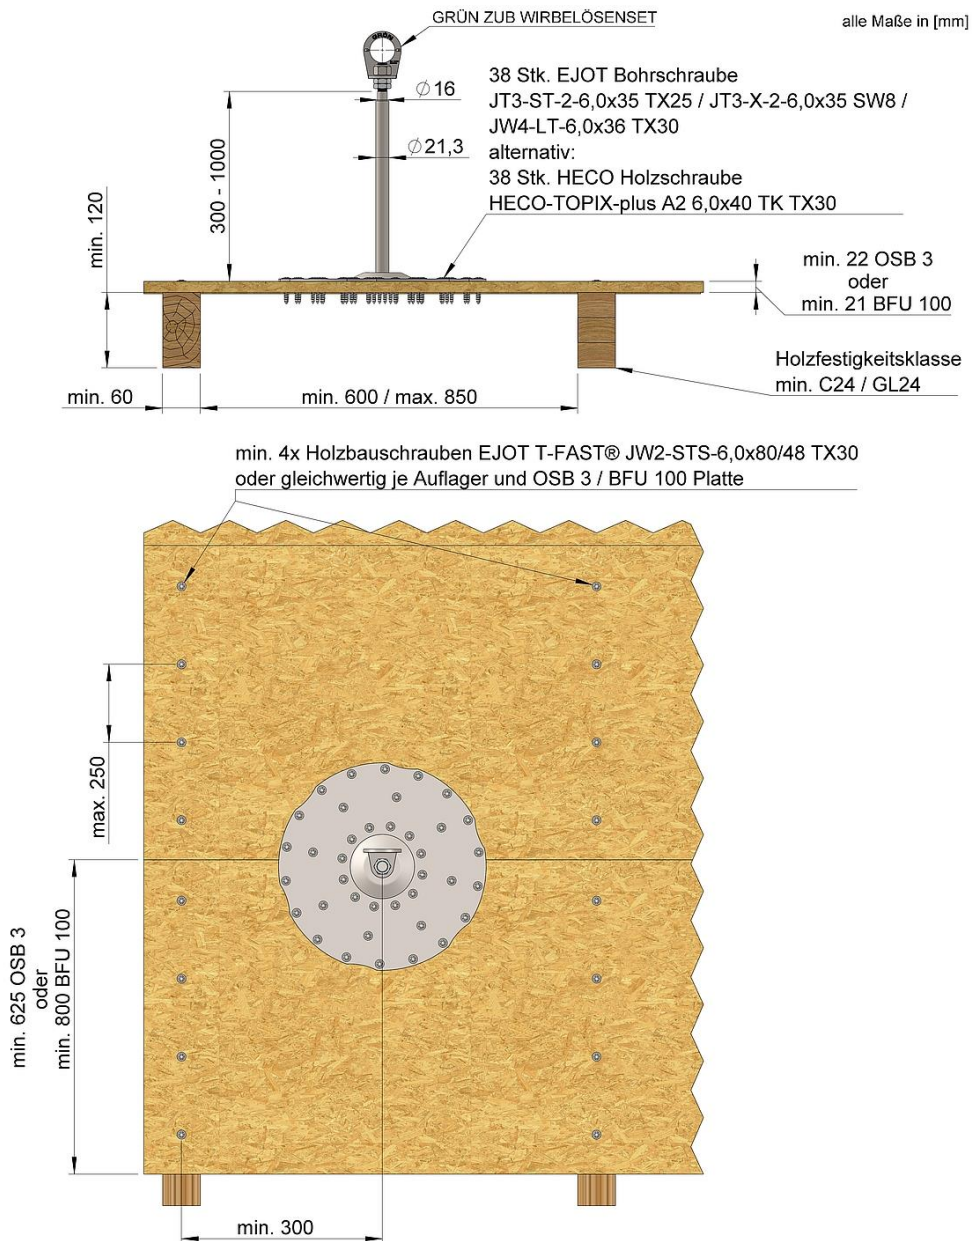 GRÜN ZUB WIRBELÖSENSET
alle Maße in [mm]
GRÜN
∅16
38 Stk. EJOT Bohrschraube
JT3-ST-2-6,0x35 TX25 / JT3-X-2-6,0x35 SW8 /
JW4-LT-6,0x36 TX30
alternativ:
38 Stk. HECO Holzschraube
HECO-TOPIX-plus A2 6,0x40 TK TX30
∅21,3
300 - 1000
min. 120
min. 22 OSB 3
oder
min. 21 BFU 100
Holzfestigkeitsklasse
min. C24 / GL24
min. 60
min. 600 / max. 850
min. 4x Holzbauschrauben EJOT T-FAST® JW2-STS-6,0x80/48 TX30
oder gleichwertig je Auflager und OSB 3 / BFU 100 Platte
max. 250
min. 625 OSB 3
oder
min. 800 BFU 100
min. 300